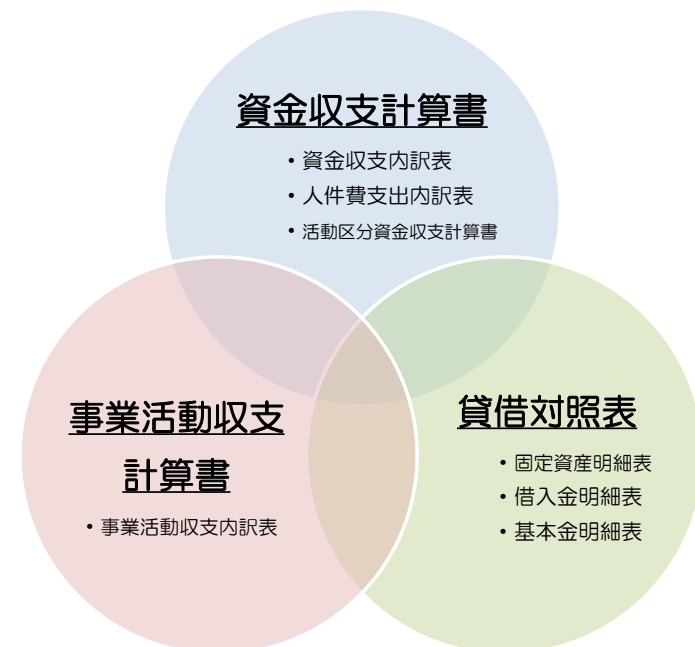 資金収支計算書
・資金収支内訳表
・人件費支出内訳表
・活動区分資金収支計算書
事業活動収支
計算書
・事業活動収支内訳表
貸借対照表
・固定資産明細表
・借入金明細表
・基本金明細表